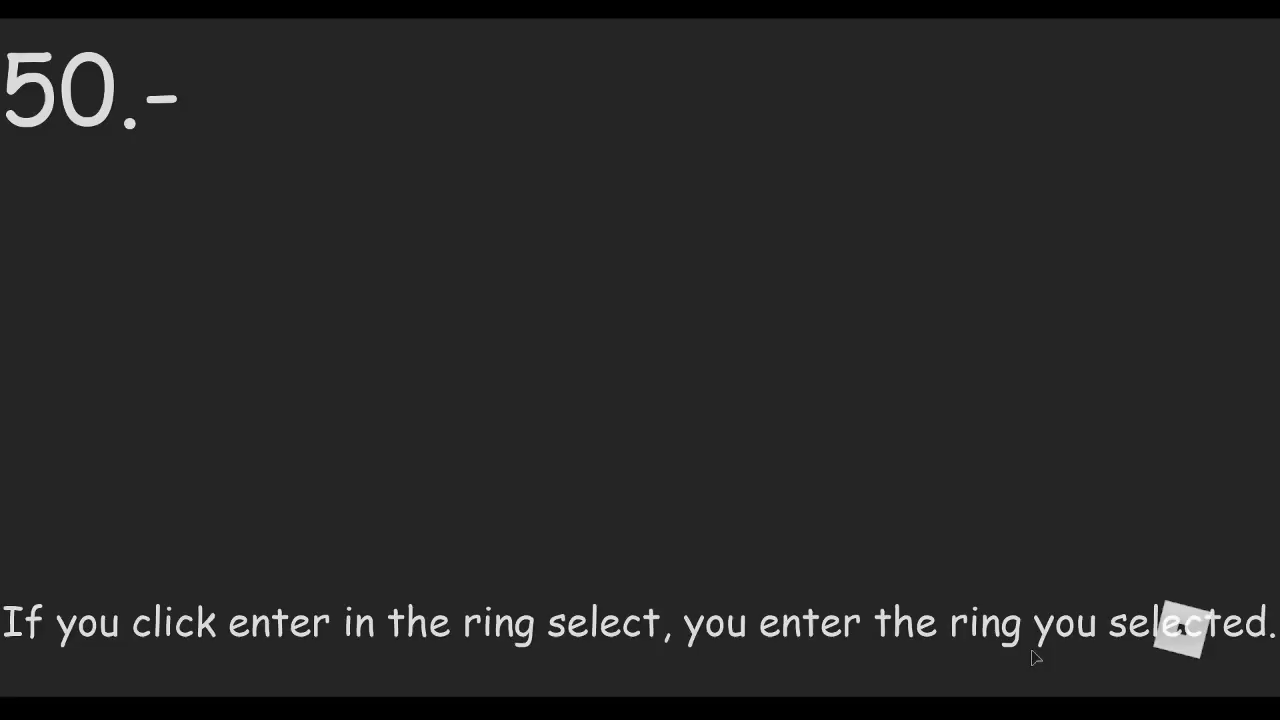 50.-
If you click enter in the ring select, you enter the ring you selected.